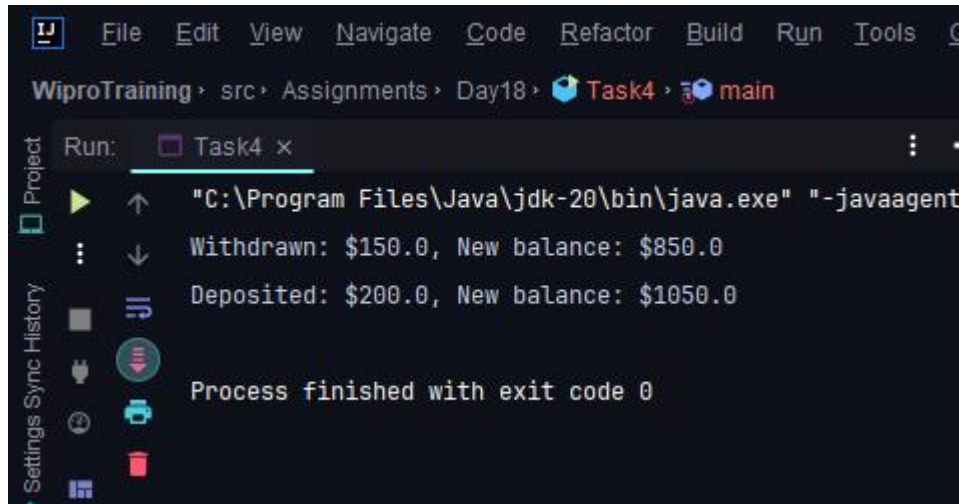 IJ File Edit View Navigate Code Refactor Build Run Tools
WiproTraining › src › Assignments › Day18 › Task4 › main
Project
Run: Task4 ×
"C:\Program Files\Java\jdk-20\bin\java.exe" "-javaagent
Withdrawn: $150.0, New balance: $850.0
Deposited: $200.0, New balance: $1050.0
Settings Sync History
Process finished with exit code 0